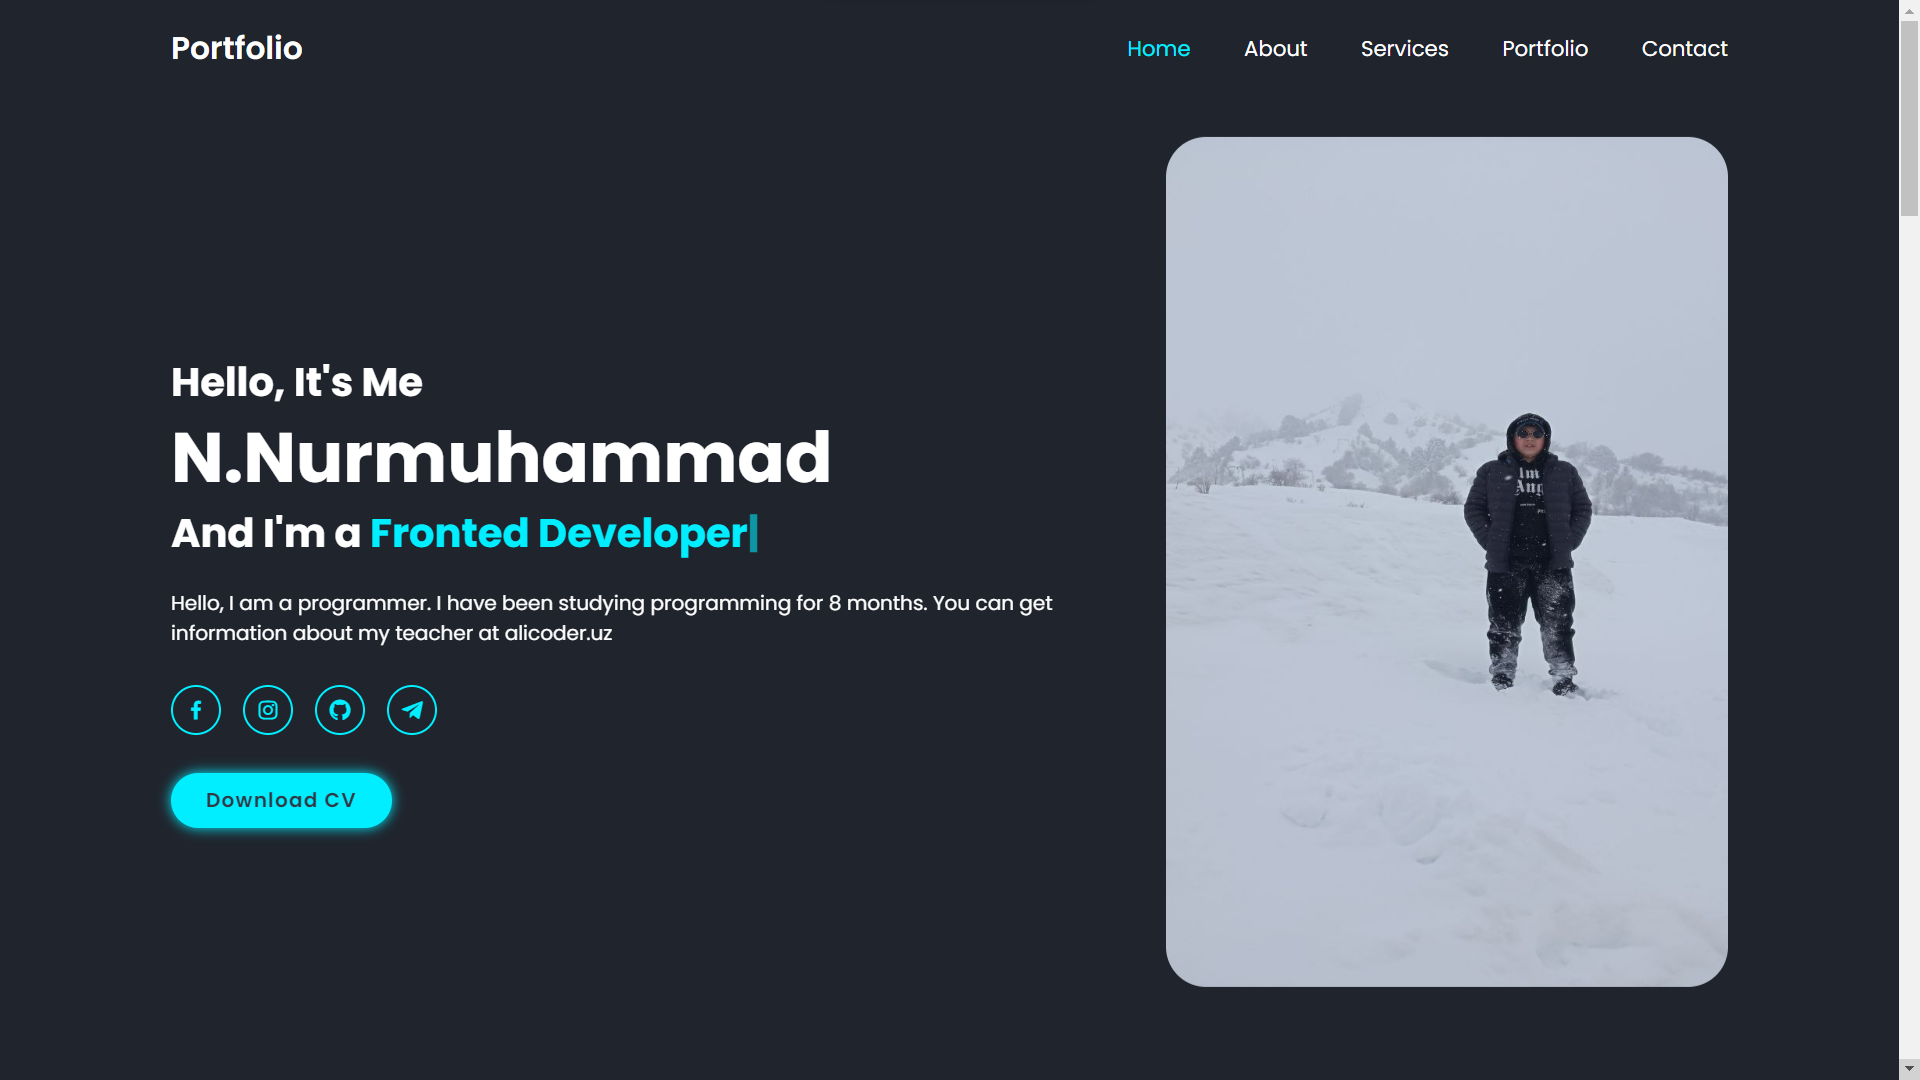 Portfolio
Home About Services Portfolio Contact
Hello, It's Me
N.Nurmuhammad
And I'm a Fronted Developer
Hello, I am a programmer. I have been studying programming for 8 months. You can get
information about my teacher at alicoder.uz
Download CV